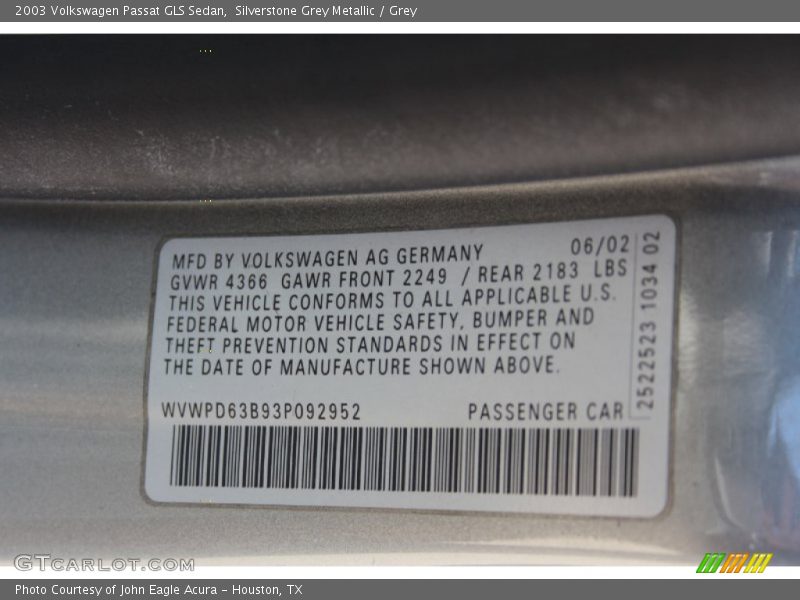 2003 Volkswagen Passat GLS Sedan,  Silverstone Grey Metallic / Grey
MFD BY VOLKSWAGEN AG GERMANY 06/02
GVWR 4366 GAWR FRONT 2249 / REAR 2183 LBS
THIS VEHICLE CONFORMS TO ALL APPLICABLE U.S.
FEDERAL MOTOR VEHICLE SAFETY, BUMPER AND
THEFT PREVENTION STANDARDS IN EFFECT ON
THE DATE OF MANUFACTURE SHOWN ABOVE.
WVWPD63B93P092952 PASSENGER CAR
2522523 1034 02
GTCARLOT.COM
Photo Courtesy of John Eagle Acura - Houston, TX